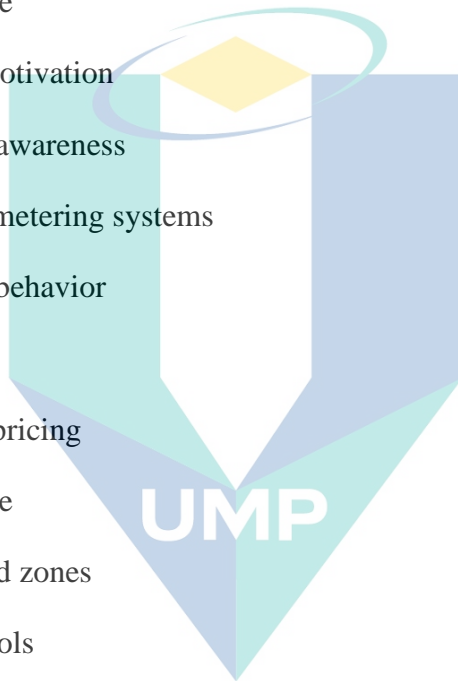 e
otivation
awareness
metering systems
behavior
pricing
e
UMP
d zones
ols